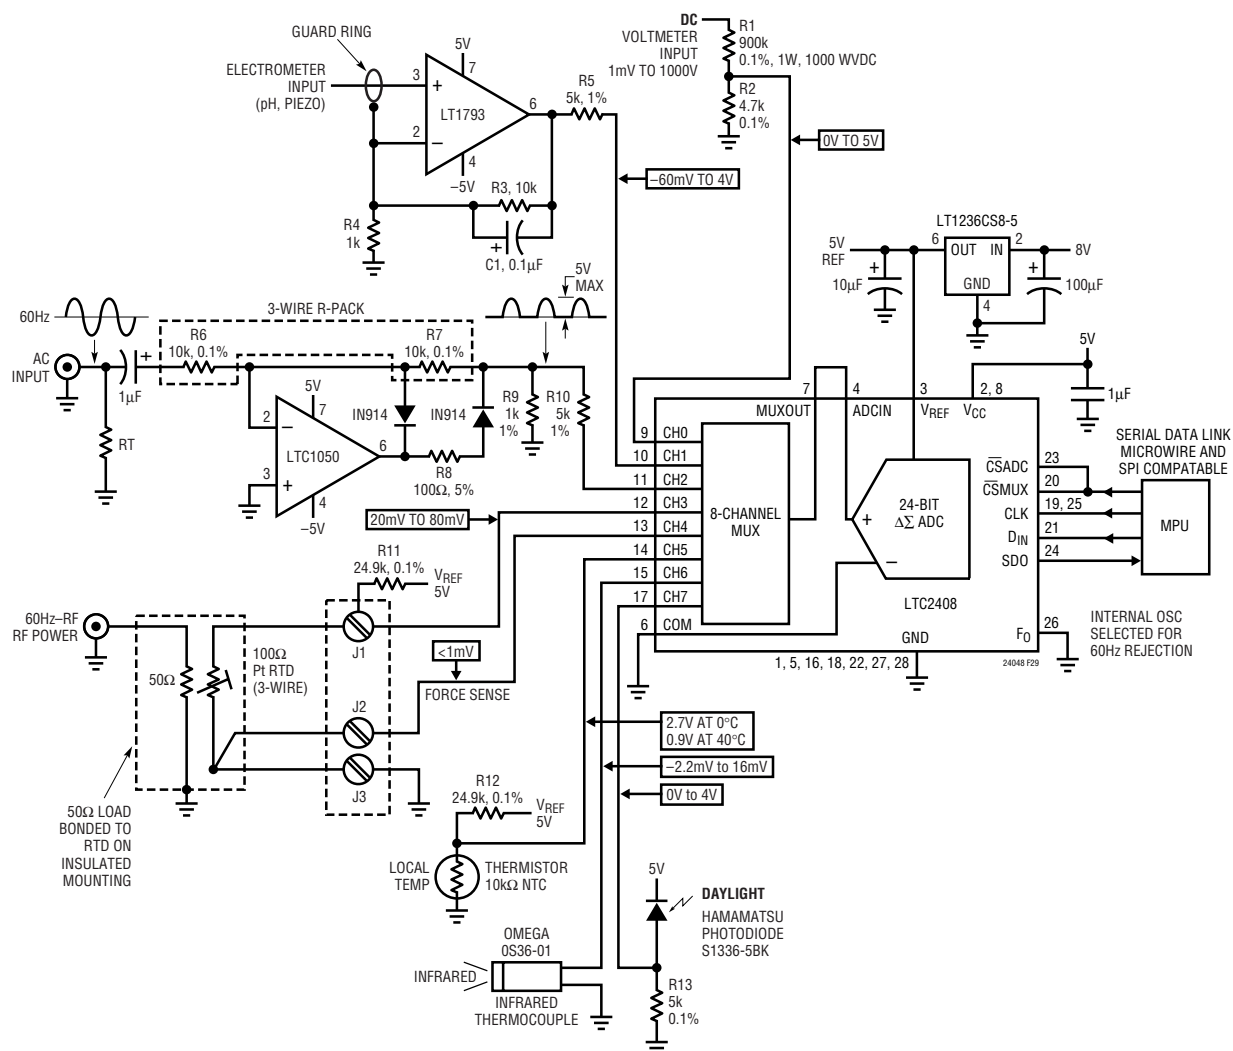 GUARD RING
ELECTROMETER
INPUT
(pH, PIEZO)
5V
7
3
+
LT1793
2
–
6
4
–5V
R5
5k, 1%
R3, 10k
R4
1k
+
C1, 0.1µF
DC
VOLTMETER
INPUT
1mV TO 1000V
R1
900k
0.1%, 1W, 1000 WVDC
R2
4.7k
0.1%
0V TO 5V
–60mV TO 4V
LT1236CS8-5
5V
REF
6
OUT
IN
2
8V
GND
4
+
10µF
+
100µF
60Hz
AC
INPUT
+
1µF
RT
3-WIRE R-PACK
R6
10k, 0.1%
R7
10k, 0.1%
5V
MAX
5V
7
2
–
LTC1050
3
+
6
4
–5V
IN914
IN914
R8
100Ω, 5%
R9
1k
1%
R10
5k
1%
5V
1µF
7
4
3
2, 8
MUXOUT
ADCIN
VREF
VCC
9 CH0
10 CH1
11 CH2
12 CH3
13 CH4
14 CH5
15 CH6
17 CH7
6 COM
8-CHANNEL
MUX
24-BIT
ΔΣ ADC
+
–
LTC2408
GND
1, 5, 16, 18, 22, 27, 28
24048 F29
CSADC 23
CSMUX 20
CLK 19, 25
DIN 21
SDO 24
FO 26
SERIAL DATA LINK
MICROWIRE AND
SPI COMPATABLE
MPU
INTERNAL OSC
SELECTED FOR
60Hz REJECTION
20mV TO 80mV
R11
24.9k, 0.1%
VREF
5V
60Hz–RF
RF POWER
50Ω
100Ω
Pt RTD
(3-WIRE)
J1
J2
J3
<1mV
FORCE SENSE
50Ω LOAD
BONDED TO
RTD ON
INSULATED
MOUNTING
2.7V AT 0°C
0.9V AT 40°C
–2.2mV to 16mV
0V to 4V
R12
24.9k, 0.1%
VREF
5V
LOCAL
TEMP
THERMISTOR
10kΩ NTC
5V
DAYLIGHT
HAMAMATSU
PHOTODIODE
S1336-5BK
OMEGA
0S36-01
INFRARED
INFRARED
THERMOCOUPLE
R13
5k
0.1%